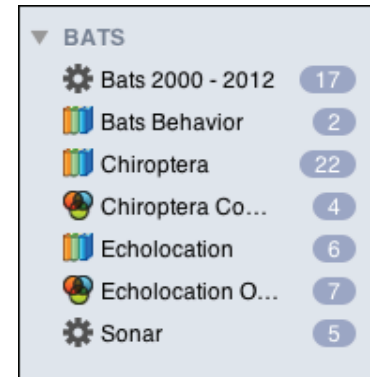 BATS
Bats 2000 - 2012 17
Bats Behavior 2
Chiroptera 22
Chiroptera Co... 4
Echolocation 6
Echolocation O... 7
Sonar 5